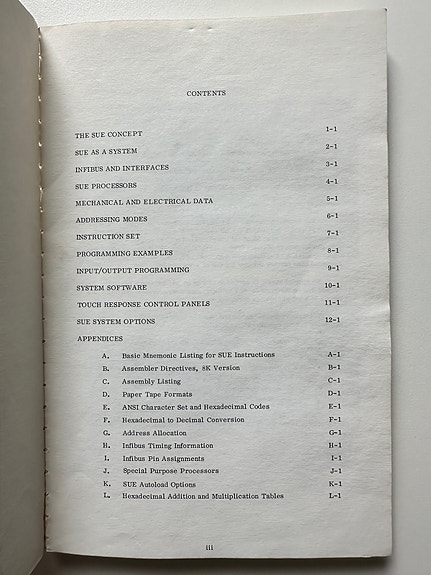 CONTENTS
THE SUE CONCEPT 1-1
SUE AS A SYSTEM 2-1
INFIBUS AND INTERFACES 3-1
SUE PROCESSORS 4-1
MECHANICAL AND ELECTRICAL DATA 5-1
ADDRESSING MODES 6-1
INSTRUCTION SET 7-1
PROGRAMMING EXAMPLES 8-1
INPUT/OUTPUT PROGRAMMING 9-1
SYSTEM SOFTWARE 10-1
TOUCH RESPONSE CONTROL PANELS 11-1
SUE SYSTEM OPTIONS 12-1
APPENDICES
A. Basic Mnemonic Listing for SUE Instructions A-1
B. Assembler Directives, 8K Version B-1
C. Assembly Listing C-1
D. Paper Tape Formats D-1
E. ANSI Character Set and Hexadecimal Codes E-1
F. Hexadecimal to Decimal Conversion F-1
G. Address Allocation G-1
H. Infibus Timing Information H-1
I. Infibus Pin Assignments I-1
J. Special Purpose Processors J-1
K. SUE Autoload Options K-1
L. Hexadecimal Addition and Multiplication Tables L-1
iii